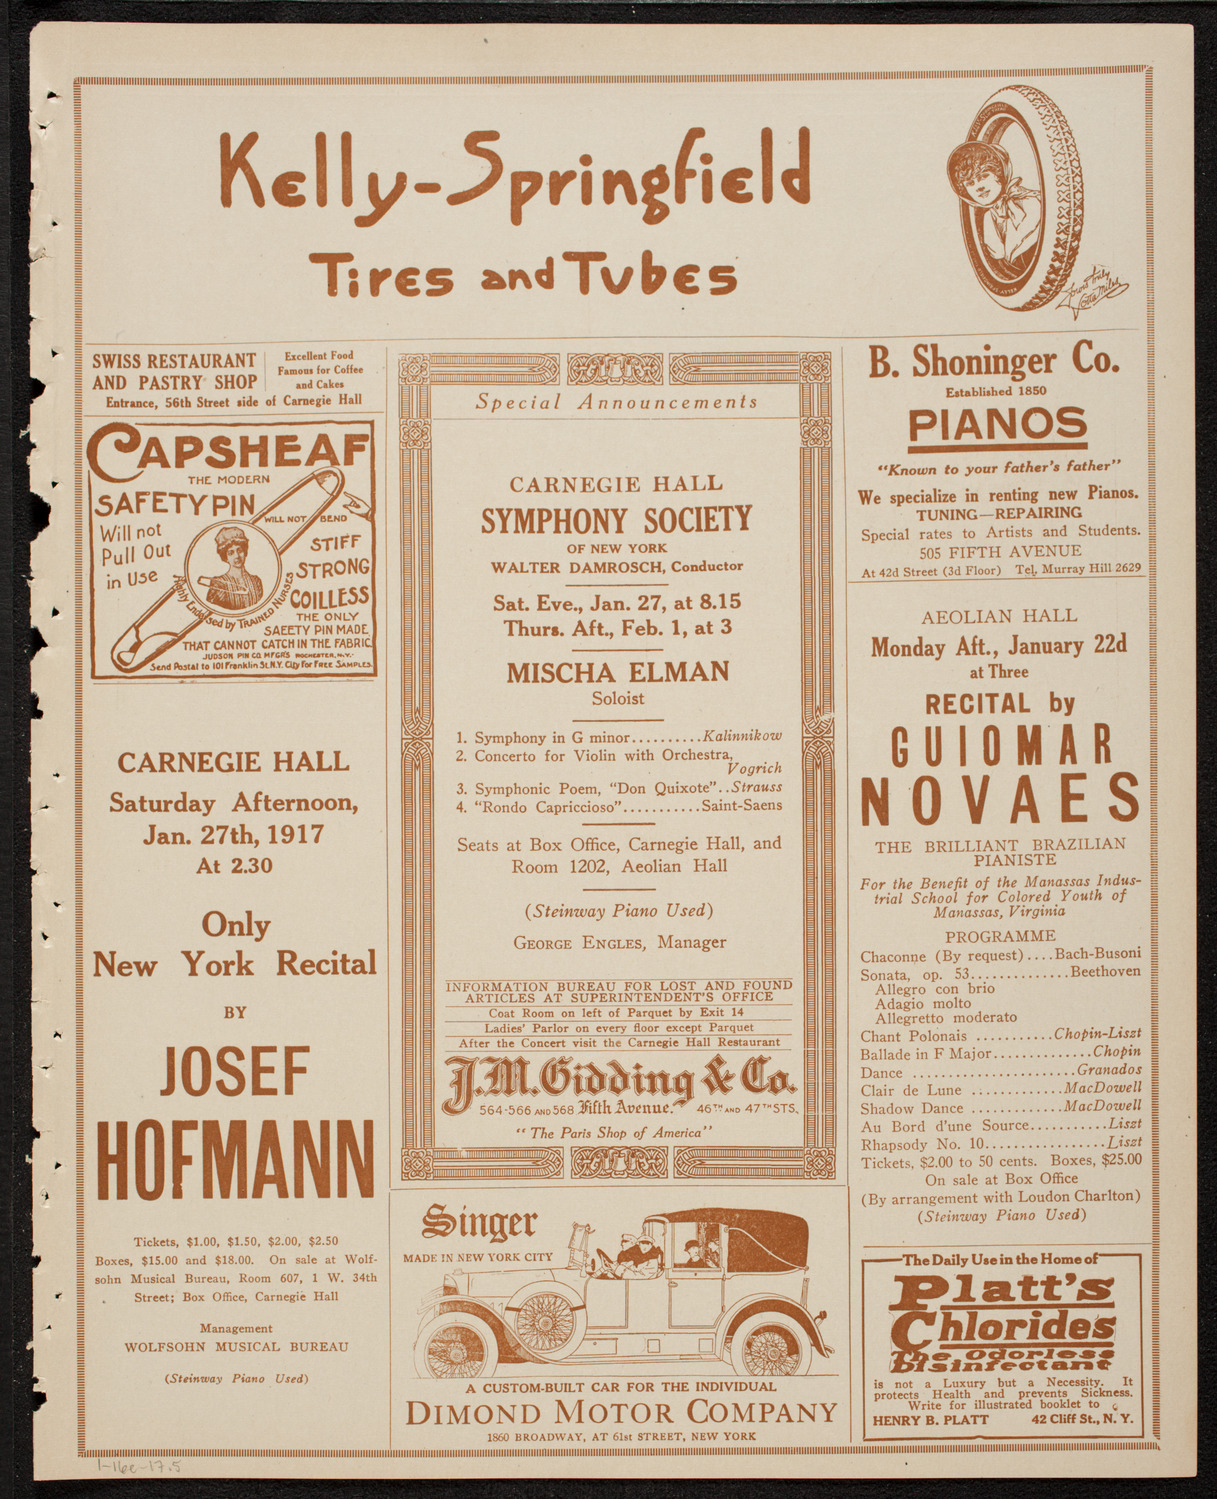 Kelly-Springfield
Tires and Tubes
Yours truly
Lotta Miles
SWISS RESTAURANT
AND PASTRY SHOP
Excellent Food
Famous for Coffee
and Cakes
Entrance, 56th Street side of Carnegie Hall
CAPSHEAF
THE MODERN
SAFETY PIN
WILL NOT BEND
Will not
Pull Out
in Use
STIFF
STRONG
COILLESS
Highly Endorsed by TRAINED NURSES
THE ONLY
SAFETY PIN MADE
THAT CANNOT CATCH IN THE FABRIC
JUDSON PIN CO. MFGR'S ROCHESTER, N.Y.
Send Postal to 101 Franklin St. N.Y. City For FREE SAMPLES.
CARNEGIE HALL
Saturday Afternoon,
Jan. 27th, 1917
At 2.30
Only
New York Recital
BY
JOSEF
HOFMANN
Tickets, $1.00, $1.50, $2.00, $2.50
Boxes, $15.00 and $18.00. On sale at Wolf-
sohn Musical Bureau, Room 607, 1 W. 34th
Street; Box Office, Carnegie Hall
Management
WOLFSOHN MUSICAL BUREAU
(Steinway Piano Used)
Special Announcements
CARNEGIE HALL
SYMPHONY SOCIETY
OF NEW YORK
WALTER DAMROSCH, Conductor
Sat. Eve., Jan. 27, at 8.15
Thurs. Aft., Feb. 1, at 3
MISCHA ELMAN
Soloist
1. Symphony in G minor..........Kalinnikow
2. Concerto for Violin with Orchestra,
Vogrich
3. Symphonic Poem, "Don Quixote"..Strauss
4. "Rondo Capriccioso"...........Saint-Saens
Seats at Box Office, Carnegie Hall, and
Room 1202, Aeolian Hall
(Steinway Piano Used)
GEORGE ENGLES, Manager
INFORMATION BUREAU FOR LOST AND FOUND
ARTICLES AT SUPERINTENDENT'S OFFICE
Coat Room on left of Parquet by Exit 14
Ladies' Parlor on every floor except Parquet
After the Concert visit the Carnegie Hall Restaurant
J.M. Gidding & Co.
564-566 AND 568 Fifth Avenue. 46TH AND 47TH STS.
"The Paris Shop of America"
Singer
MADE IN NEW YORK CITY
A CUSTOM-BUILT CAR FOR THE INDIVIDUAL
DIMOND MOTOR COMPANY
1860 BROADWAY, AT 61st STREET, NEW YORK
B. Shoninger Co.
Established 1850
PIANOS
"Known to your father's father"
We specialize in renting new Pianos.
TUNING—REPAIRING
Special rates to Artists and Students.
505 FIFTH AVENUE
At 42d Street (3d Floor) Tel. Murray Hill 2629
AEOLIAN HALL
Monday Aft., January 22d
at Three
RECITAL by
GUIOMAR
NOVAES
THE BRILLIANT BRAZILIAN
PIANISTE
For the Benefit of the Manassas Indus-
trial School for Colored Youth of
Manassas, Virginia
PROGRAMME
Chaconne (By request)....Bach-Busoni
Sonata, op. 53..............Beethoven
Allegro con brio
Adagio molto
Allegretto moderato
Chant Polonais ...........Chopin-Liszt
Ballade in F Major..............Chopin
Dance .......................Granados
Clair de Lune .............MacDowell
Shadow Dance .............MacDowell
Au Bord d'une Source...........Liszt
Rhapsody No. 10.................Liszt
Tickets, $2.00 to 50 cents. Boxes, $25.00
On sale at Box Office
(By arrangement with Loudon Charlton)
(Steinway Piano Used)
The Daily Use in the Home of
Platt's
Chlorides
The Odorless
Disinfectant
is not a Luxury but a Necessity. It
protects Health and prevents Sickness.
Write for illustrated booklet to
HENRY B. PLATT 42 Cliff St., N. Y.
1-16e-17.5